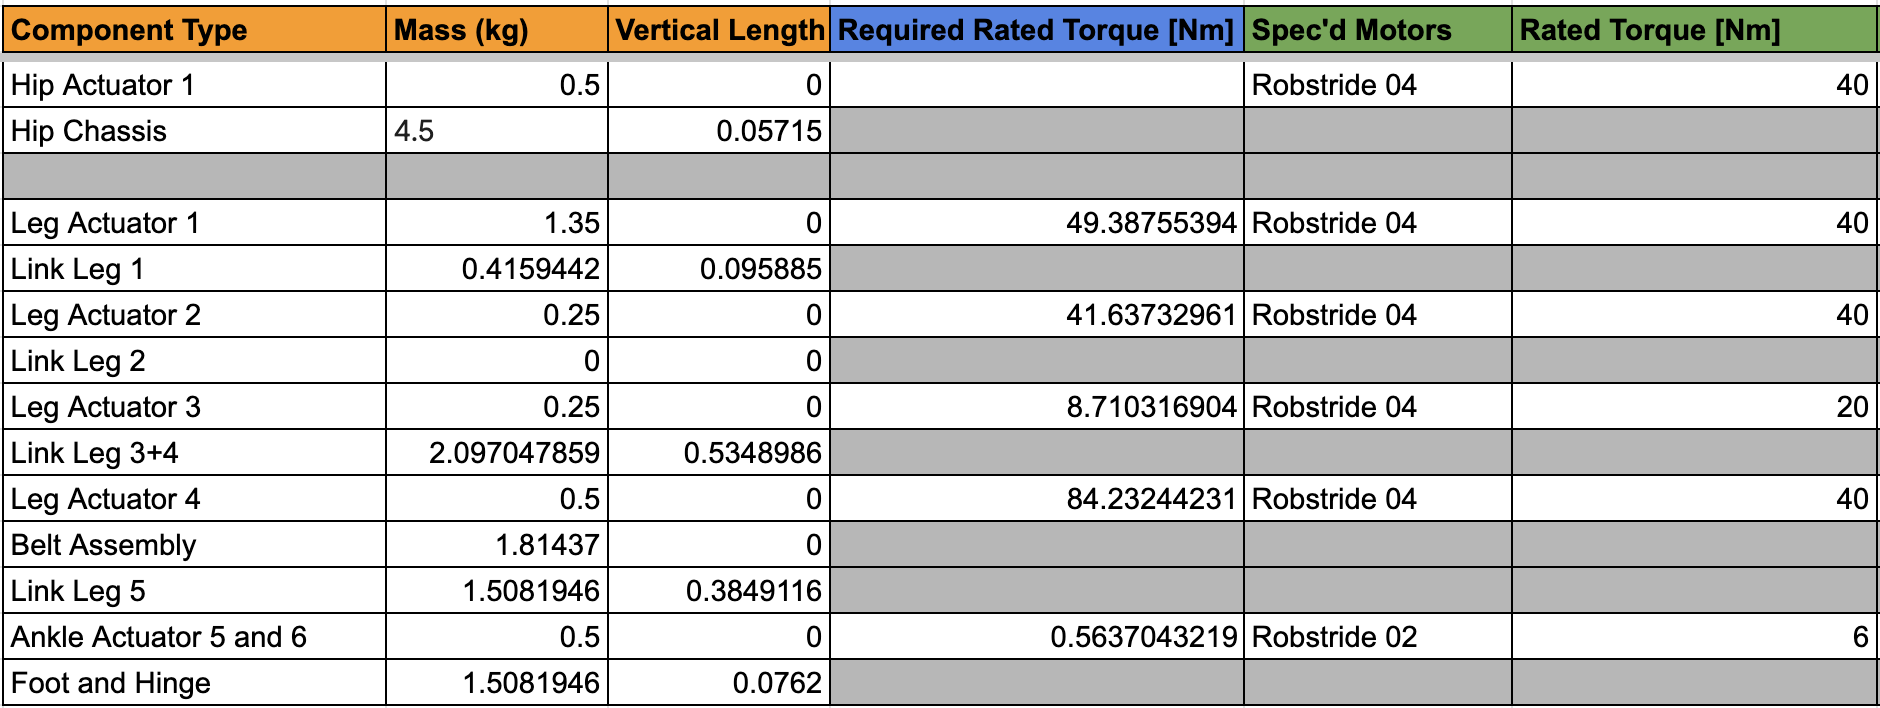 Component Type Mass (kg) Vertical Length Required Rated Torque [Nm] Spec'd Motors Rated Torque [Nm]
Hip Actuator 1 0.5 0 Robstride 04 40
Hip Chassis 4.5 0.05715
Leg Actuator 1 1.35 0 49.38755394 Robstride 04 40
Link Leg 1 0.4159442 0.095885
Leg Actuator 2 0.25 0 41.63732961 Robstride 04 40
Link Leg 2 0 0
Leg Actuator 3 0.25 0 8.710316904 Robstride 04 20
Link Leg 3+4 2.097047859 0.5348986
Leg Actuator 4 0.5 0 84.23244231 Robstride 04 40
Belt Assembly 1.81437 0
Link Leg 5 1.5081946 0.3849116
Ankle Actuator 5 and 6 0.5 0 0.5637043219 Robstride 02 6
Foot and Hinge 1.5081946 0.0762